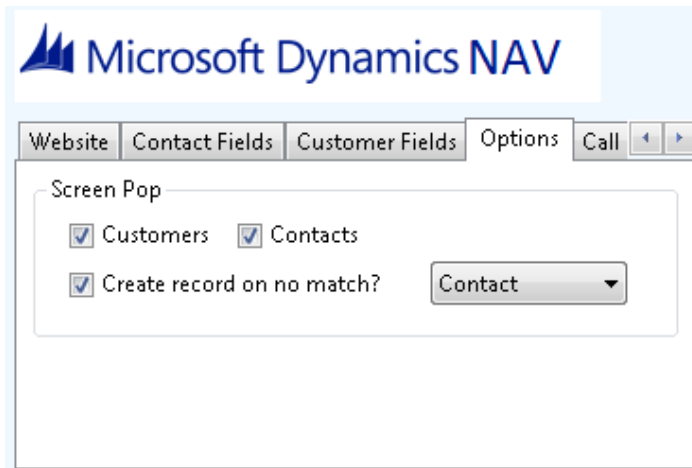 Microsoft Dynamics NAV
Website Contact Fields Customer Fields Options Call
Screen Pop
Customers Contacts
Create record on no match? Contact